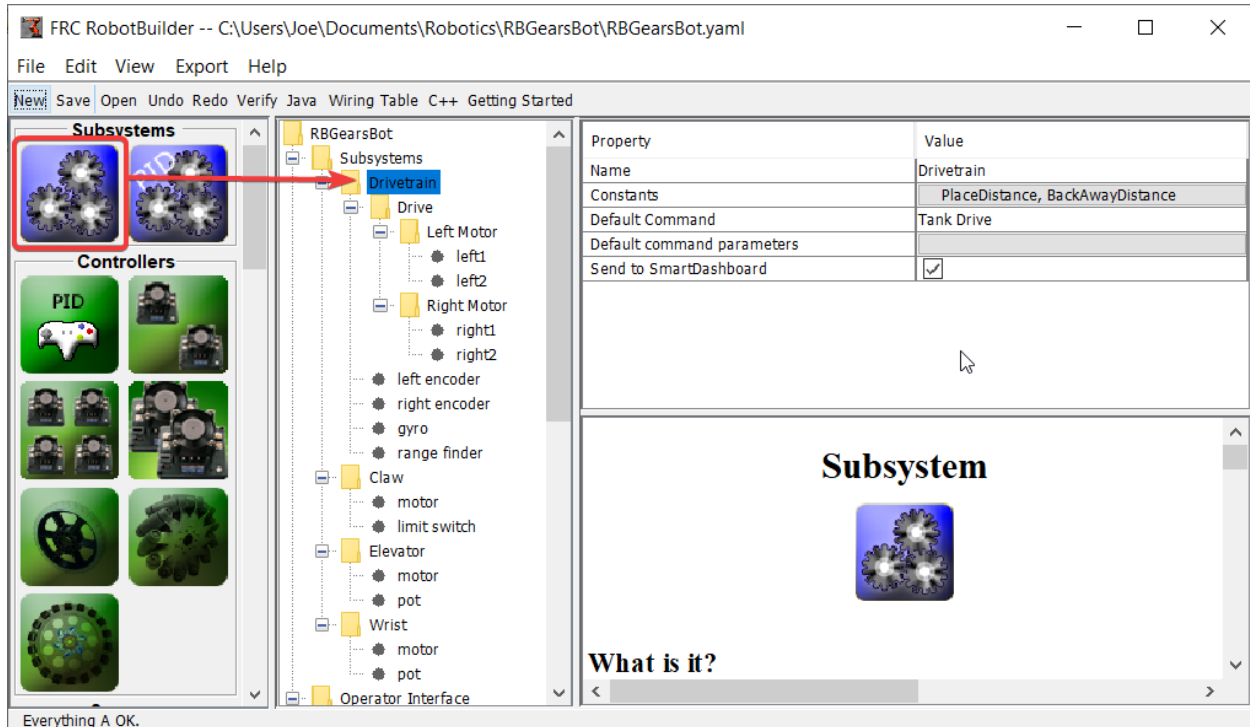 FRC RobotBuilder -- C:\Users\Joe\Documents\Robotics\RBGearsBot\RBGearsBot.yaml
File Edit View Export Help
New Save Open Undo Redo Verify Java Wiring Table C++ Getting Started
Subsystems
PID
Controllers
PID
RBGearsBot
Subsystems
Drivetrain
Drive
Left Motor
left1
left2
Right Motor
right1
right2
left encoder
right encoder
gyro
range finder
Claw
motor
limit switch
Elevator
motor
pot
Wrist
motor
pot
Operator Interface
Property Value
Name Drivetrain
Constants PlaceDistance, BackAwayDistance
Default Command Tank Drive
Default command parameters
Send to SmartDashboard
Subsystem
What is it?
Everything A OK.